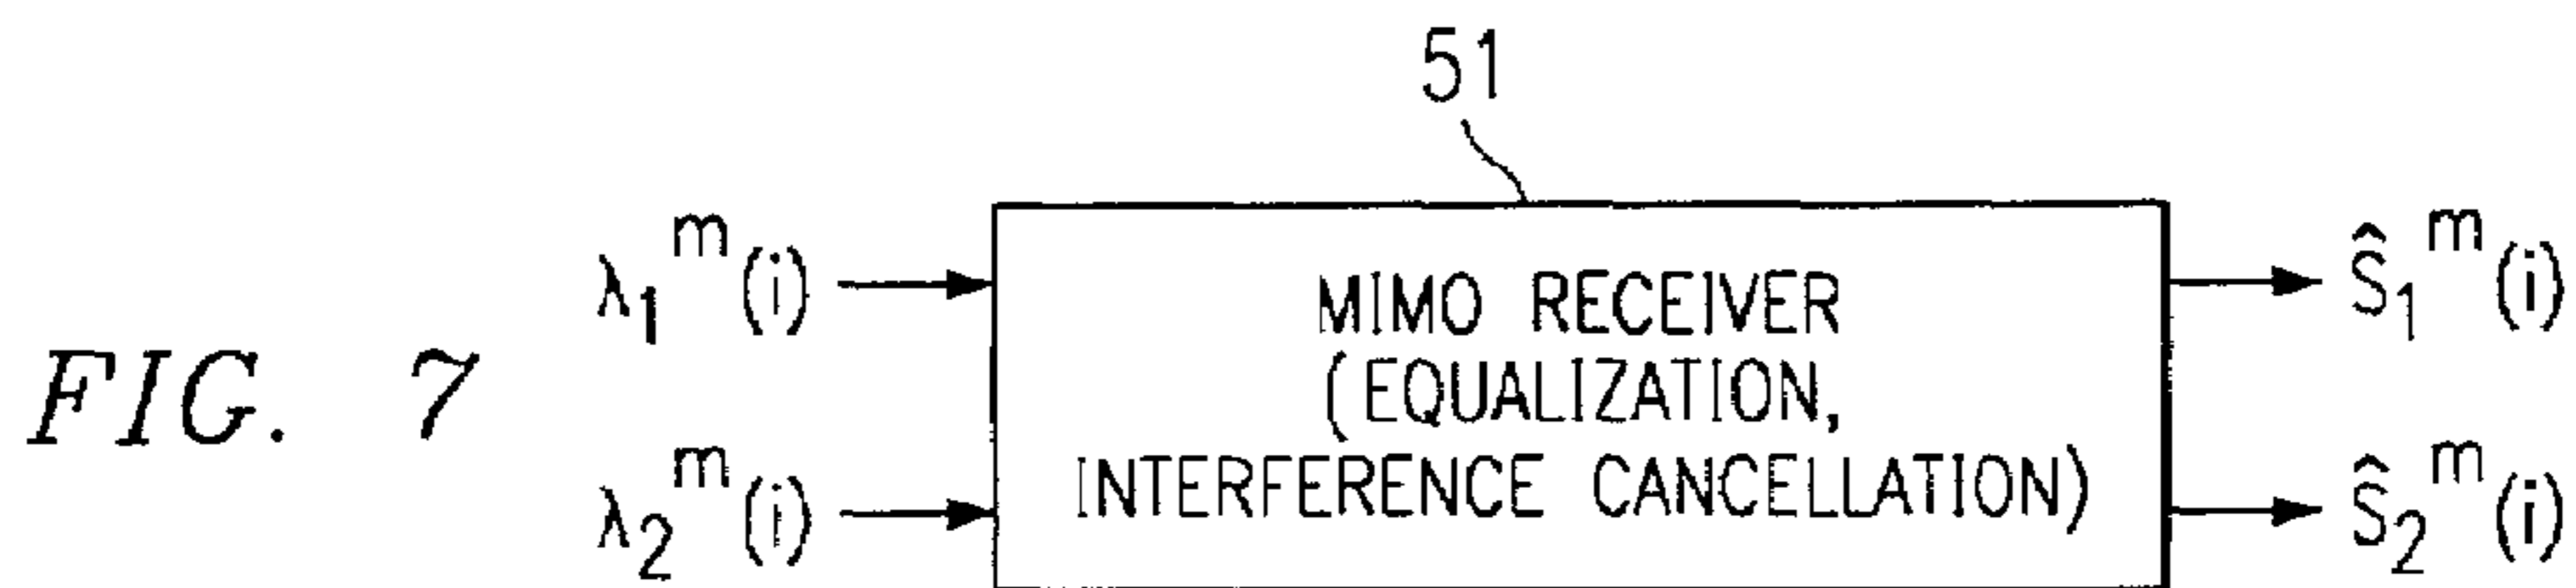 51
FIG. 7
λ₁ᵐ(i)
λ₂ᵐ(i)
MIMO RECEIVER
(EQUALIZATION,
INTERFERENCE CANCELLATION)
Ŝ₁ᵐ(i)
Ŝ₂ᵐ(i)